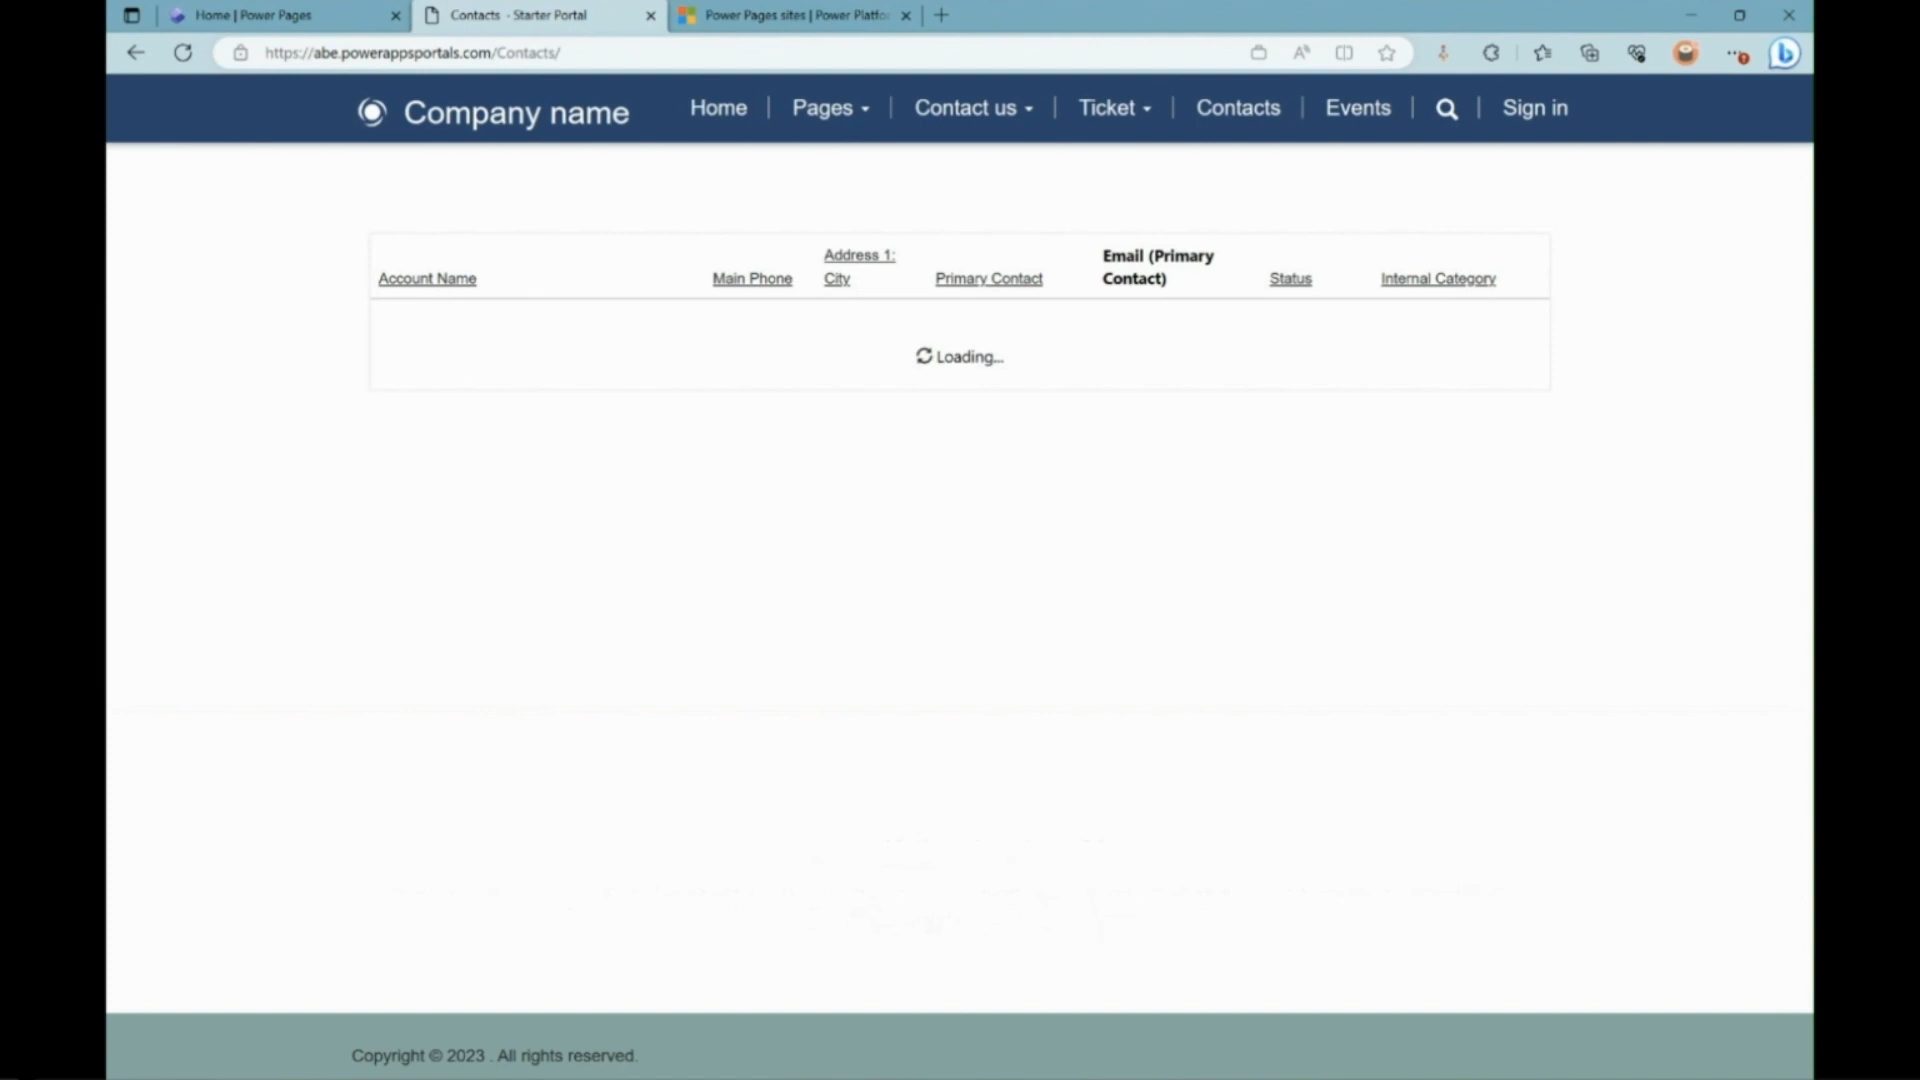 Home | Power Pages
Contacts - Starter Portal
Power Pages sites | Power Platfo
https://abe.powerappsportals.com/Contacts/
Company name
Home
Pages
Contact us
Ticket
Contacts
Events
Sign in
Account Name
Main Phone
Address 1:
City
Primary Contact
Email (Primary
Contact)
Status
Internal Category
Loading...
Copyright © 2023 . All rights reserved.